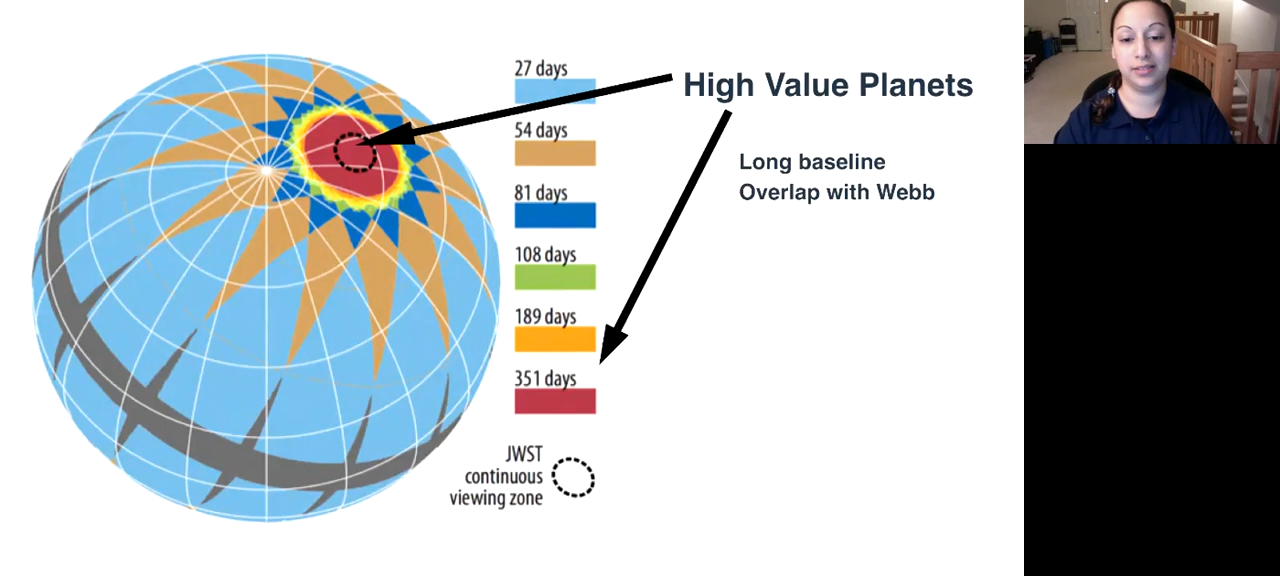 27 days
54 days
81 days
108 days
189 days
351 days
JWST
continuous
viewing zone
High Value Planets
Long baseline
Overlap with Webb